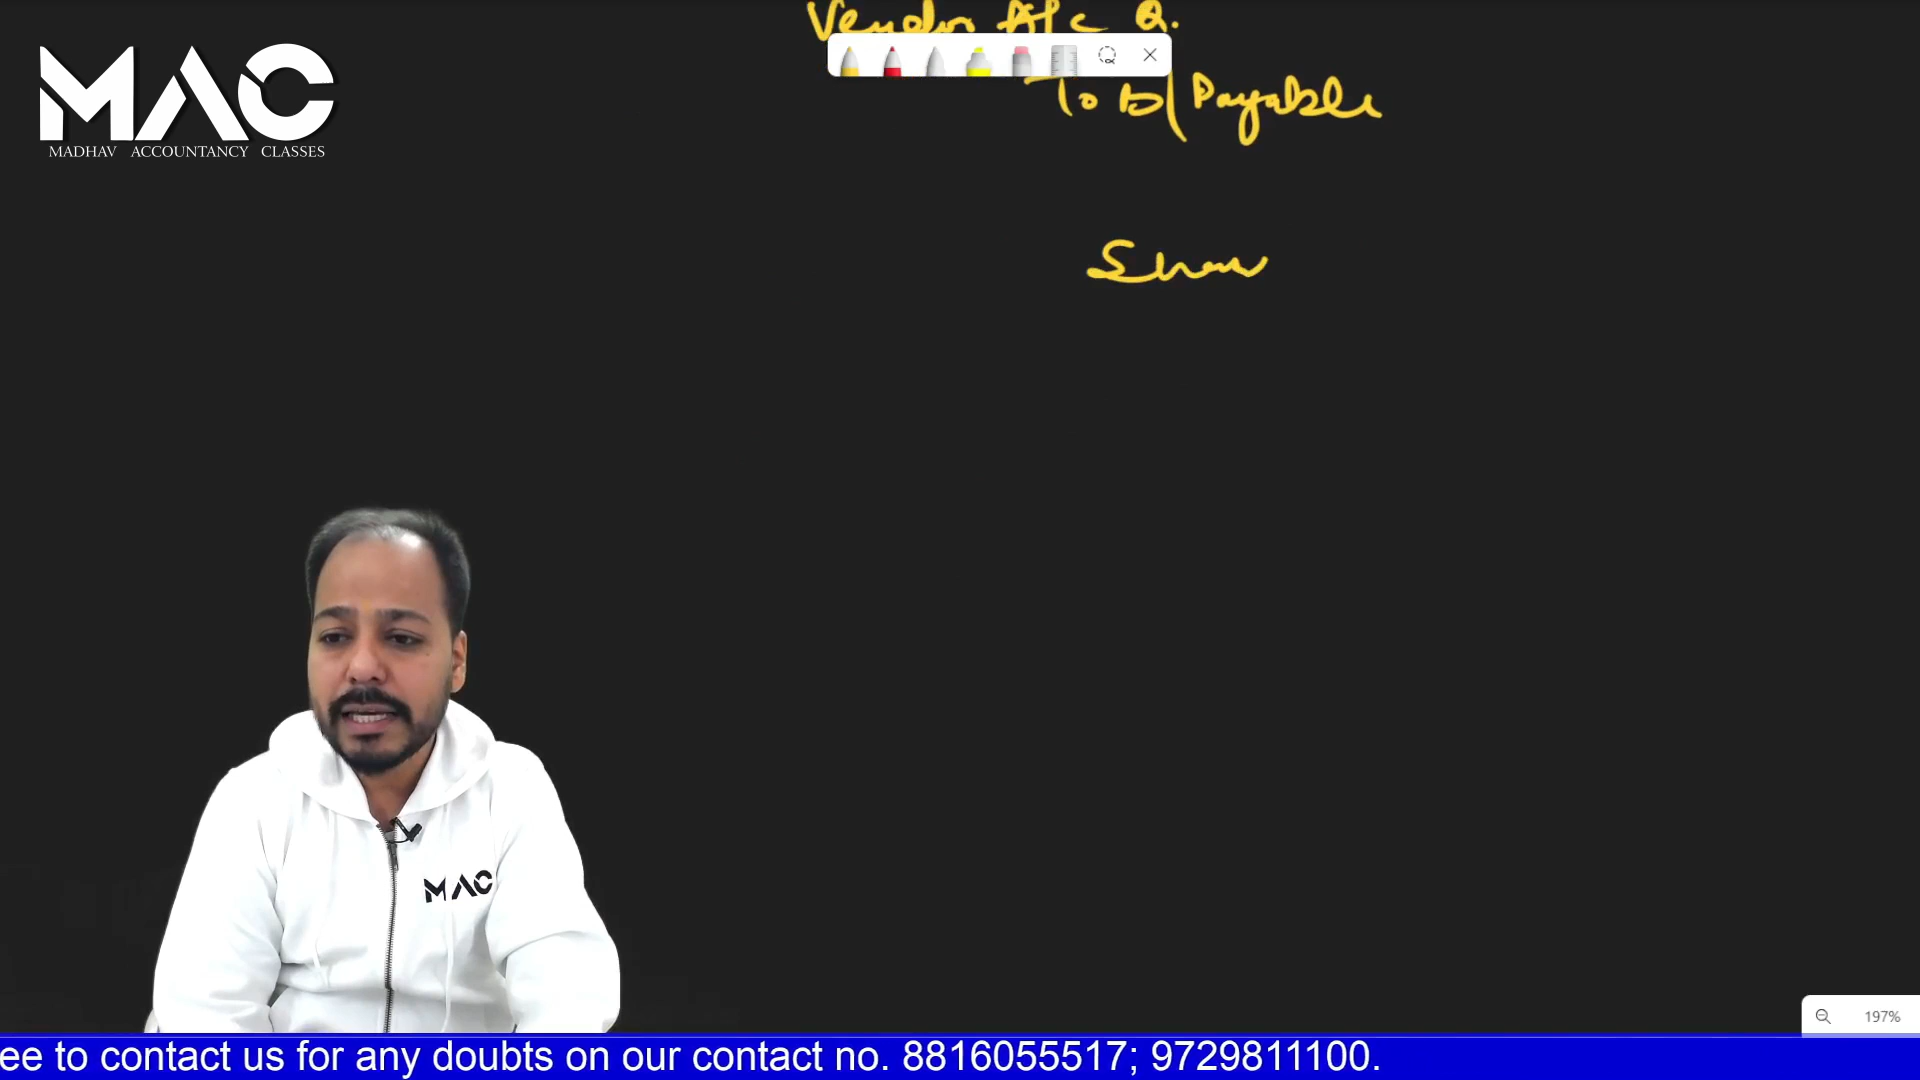 Vendor A/c Q.
To B/Payable
Shar
MAC
MADHAV ACCOUNTANCY CLASSES
MAC
197%
ee to contact us for any doubts on our contact no. 8816055517; 9729811100.